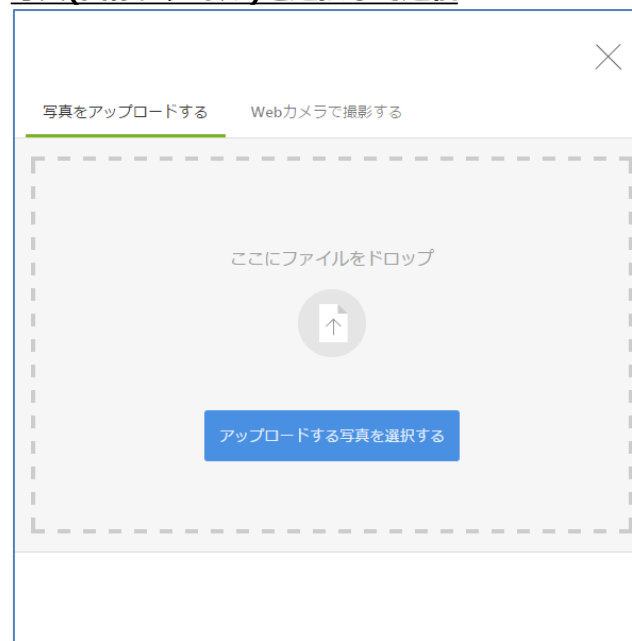 写真をアップロードする
Webカメラで撮影する
ここにファイルをドロップ
アップロードする写真を選択する